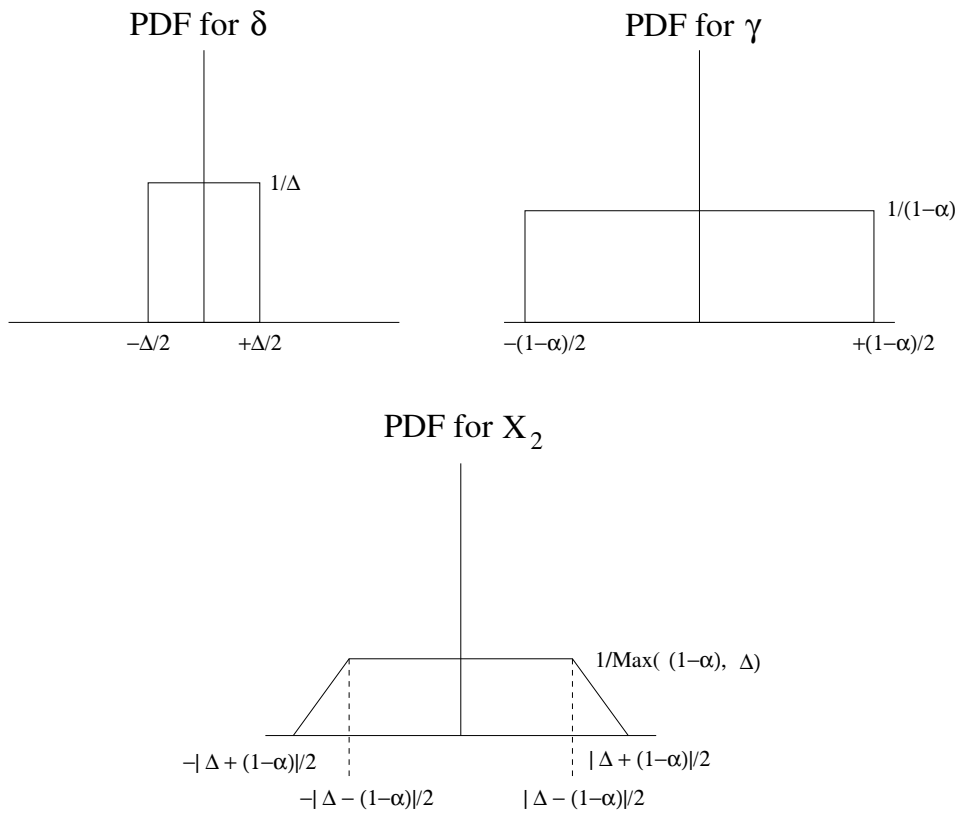 PDF for δ
PDF for γ
1/Δ
1/(1−α)
−Δ/2
+Δ/2
−(1−α)/2
+(1−α)/2
PDF for X₂
1/Max( (1−α), Δ)
−| Δ + (1−α)|/2
| Δ + (1−α)|/2
−| Δ − (1−α)|/2
| Δ − (1−α)|/2